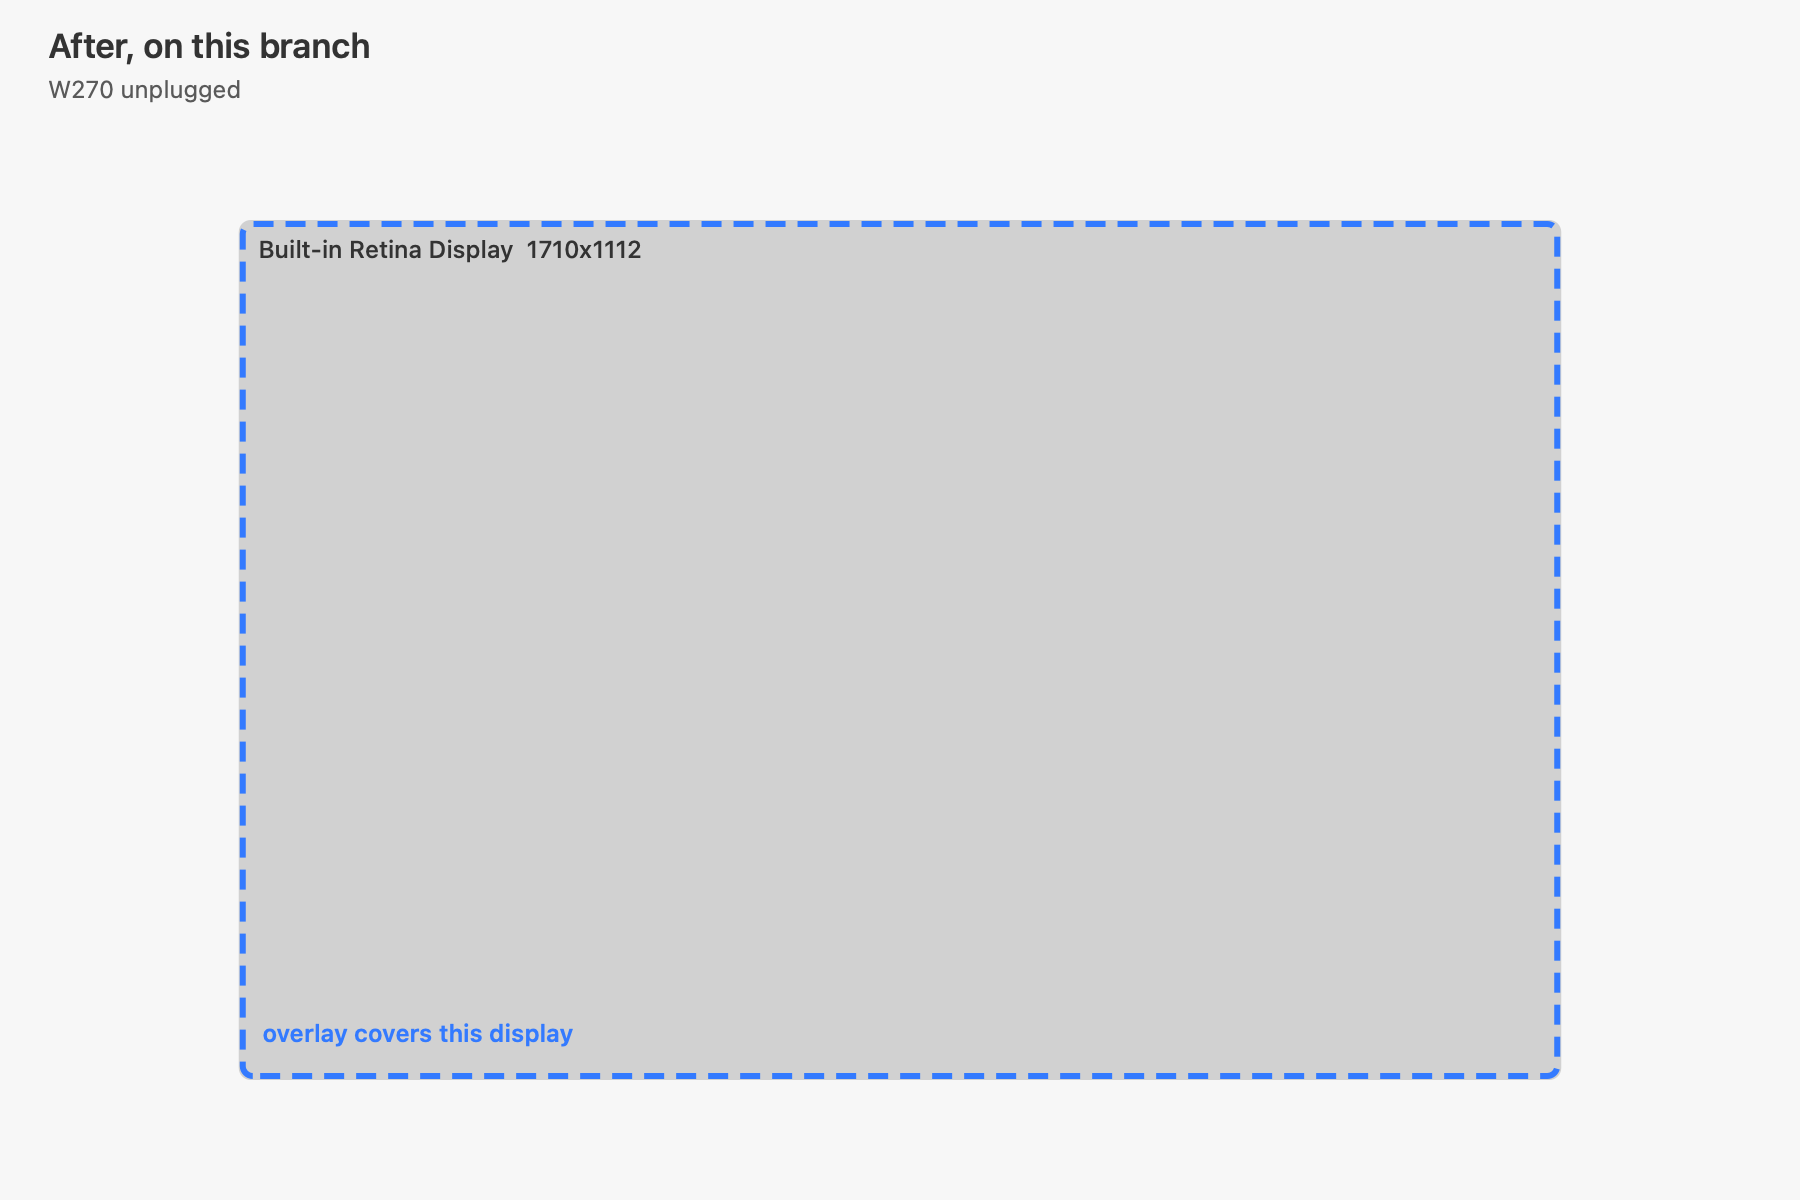 After, on this branch
W270 unplugged
Built-in Retina Display 1710x1112
overlay covers this display